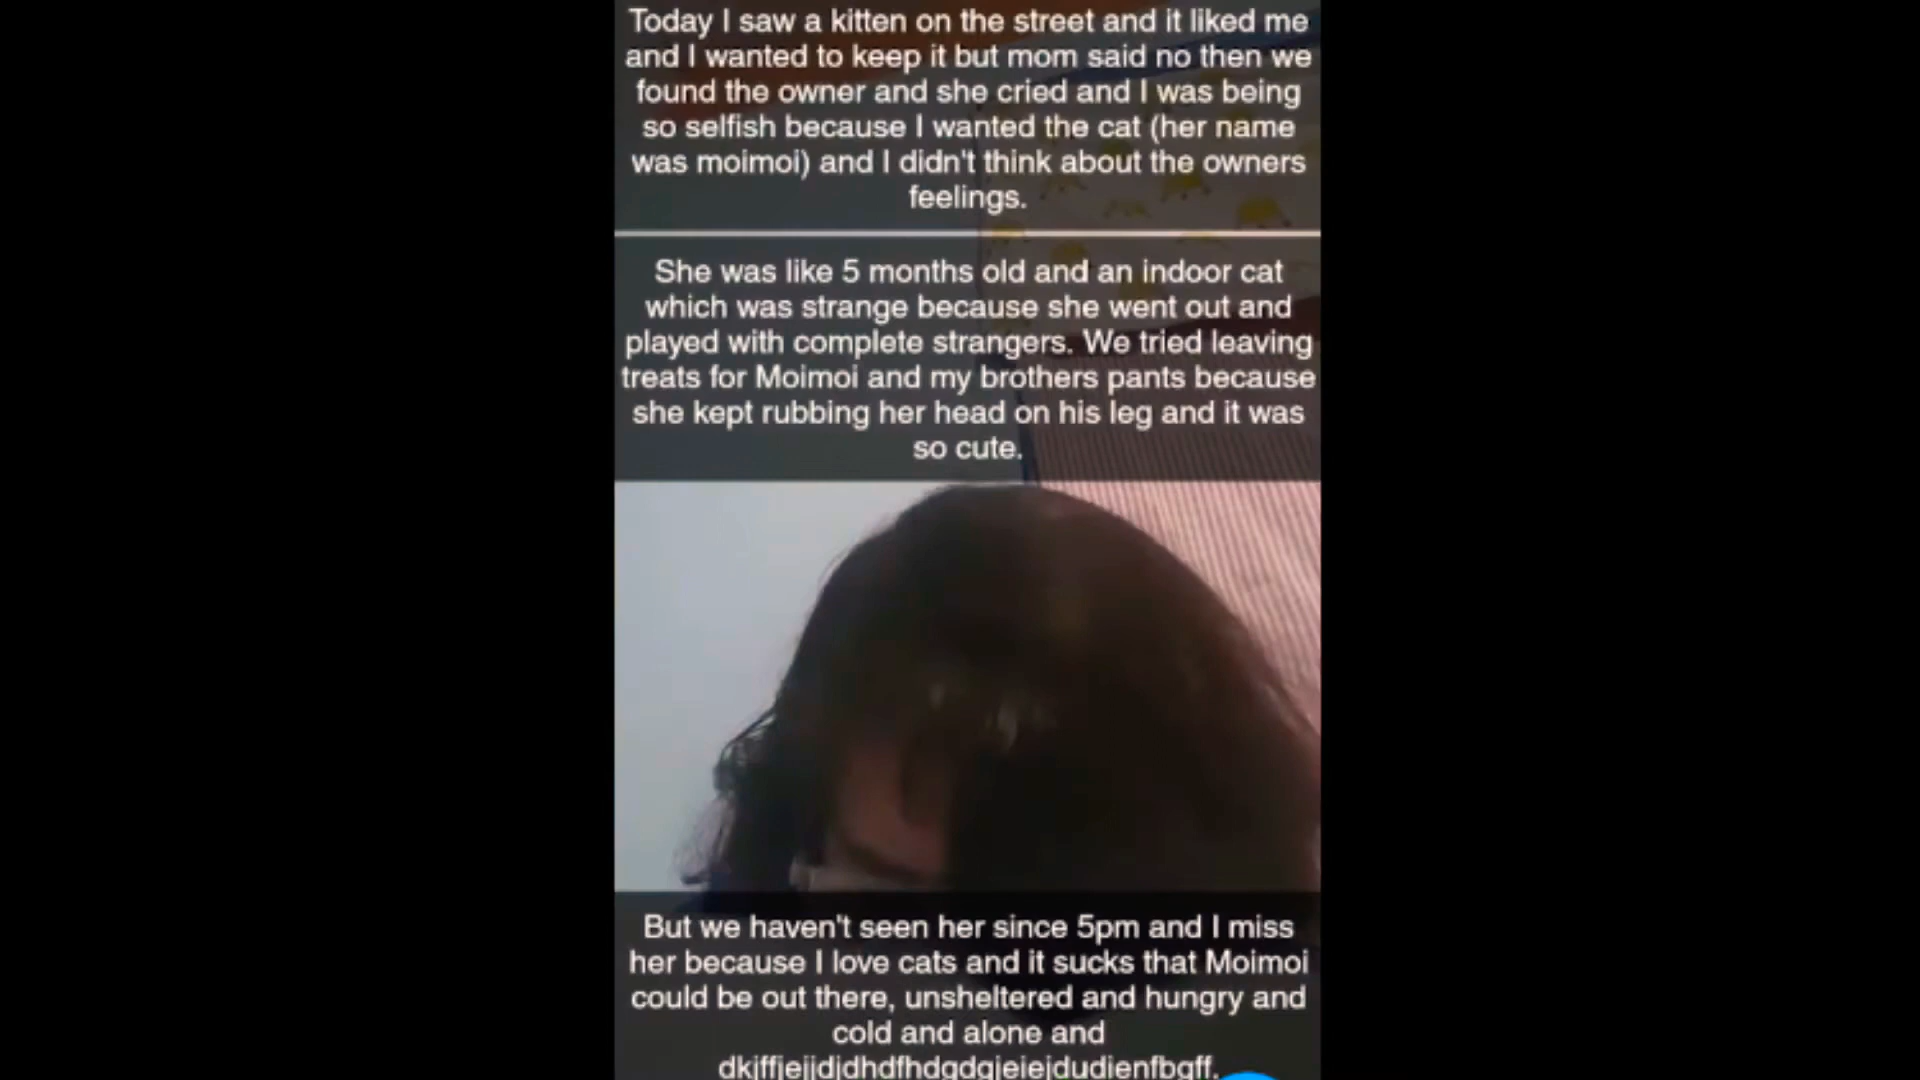 Today I saw a kitten on the street and it liked me
and I wanted to keep it but mom said no then we
found the owner and she cried and I was being
so selfish because I wanted the cat (her name
was moimoi) and I didn't think about the owners
feelings.
She was like 5 months old and an indoor cat
which was strange because she went out and
played with complete strangers. We tried leaving
treats for Moimoi and my brothers pants because
she kept rubbing her head on his leg and it was
so cute.
But we haven't seen her since 5pm and I miss
her because I love cats and it sucks that Moimoi
could be out there, unsheltered and hungry and
cold and alone and